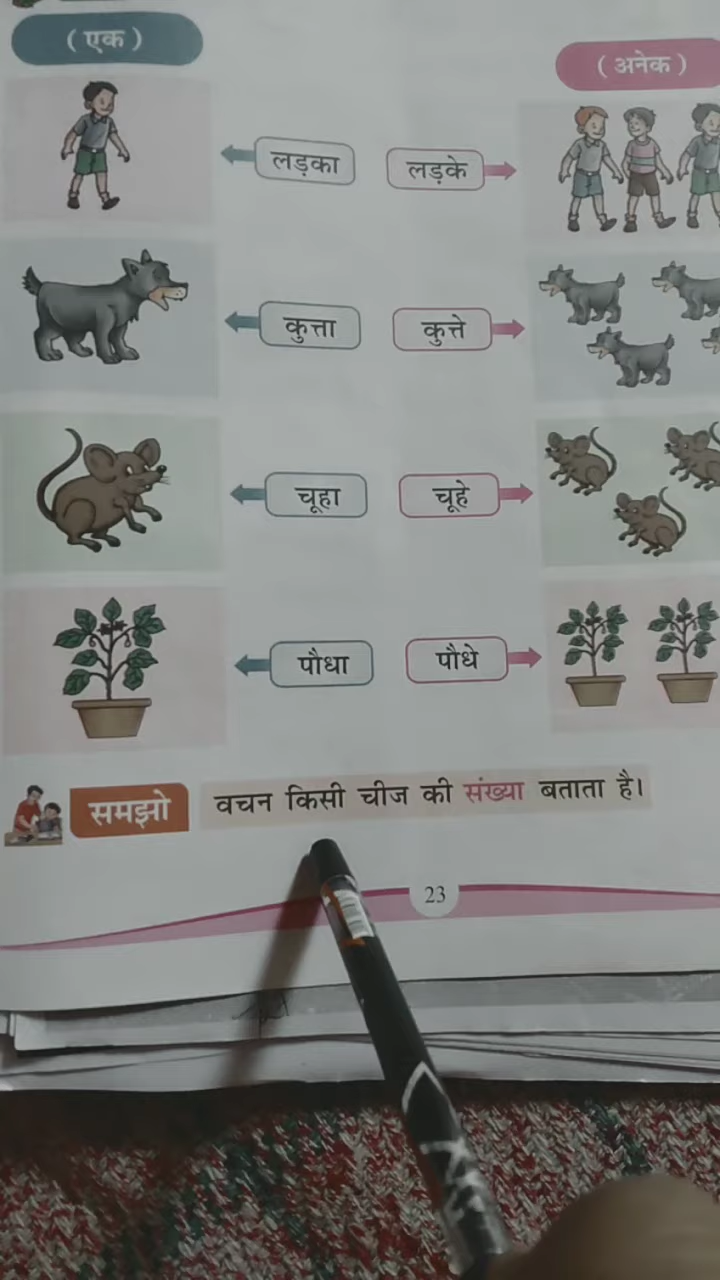 ( एक )
( अनेक )
लड़का लड़के
कुत्ता कुत्ते
चूहा चूहे
पौधा पौधे
समझो वचन किसी चीज की संख्या बताता है।
23